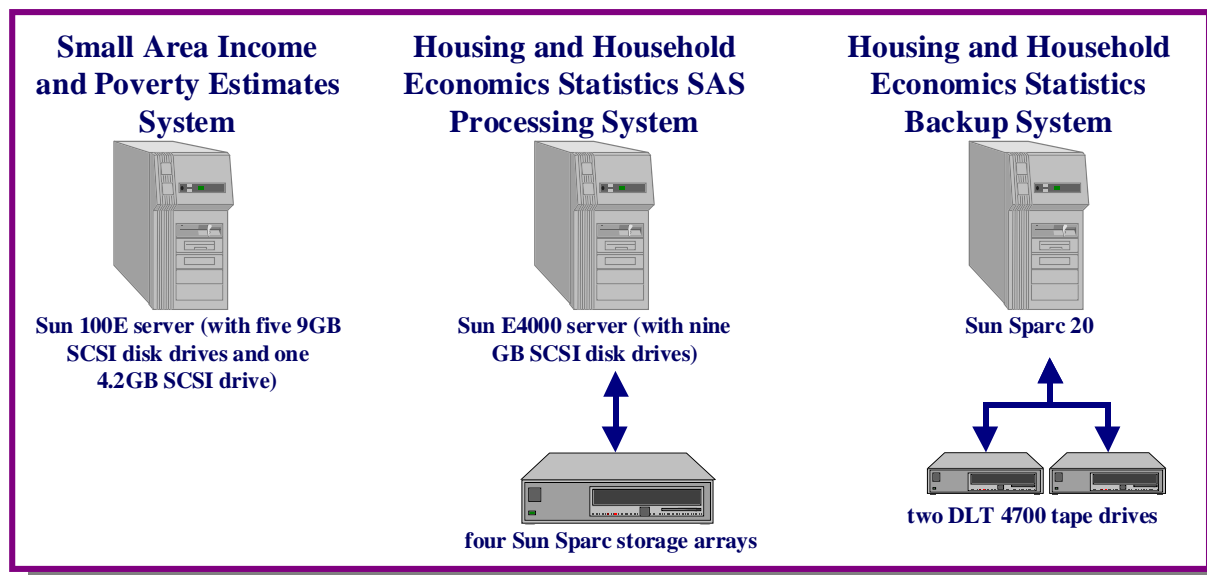 Small Area Income
and Poverty Estimates
System
Sun 100E server (with five 9GB
SCSI disk drives and one
4.2GB SCSI drive)
Housing and Household
Economics Statistics SAS
Processing System
Sun E4000 server (with nine
GB SCSI disk drives)
four Sun Sparc storage arrays
Housing and Household
Economics Statistics
Backup System
Sun Sparc 20
two DLT 4700 tape drives